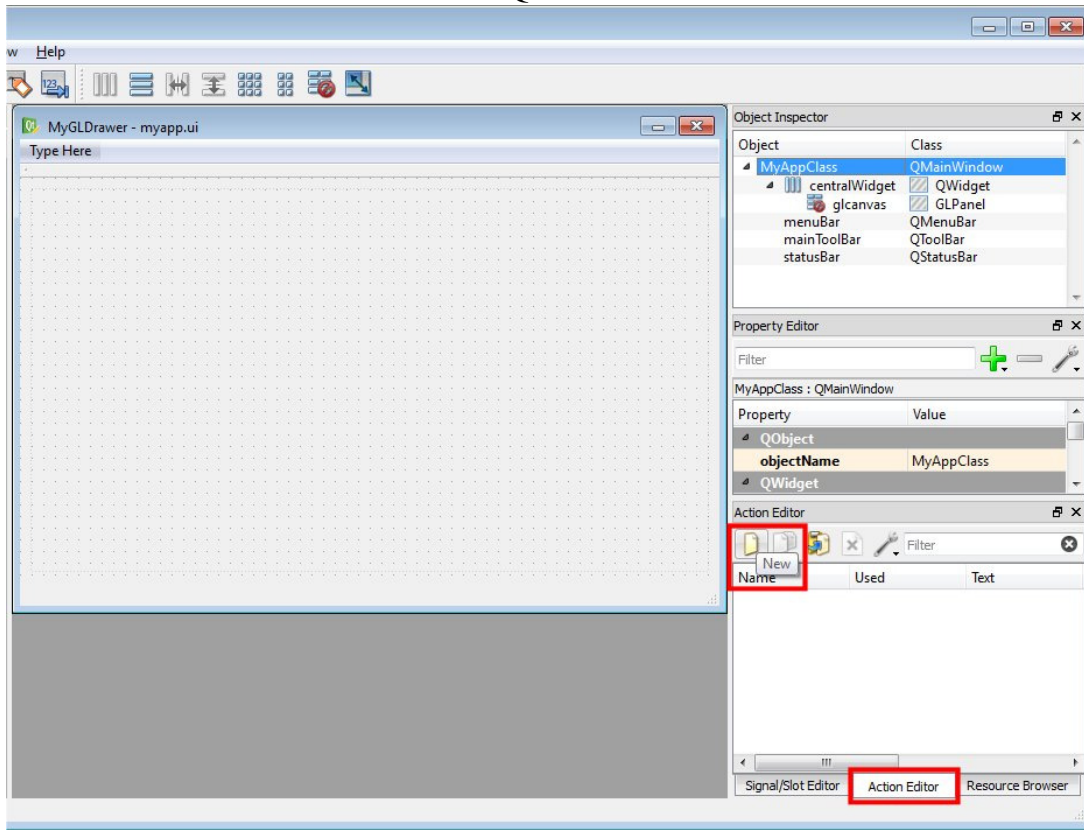 w Help
123
MyGLDrawer - myapp.ui
Type Here
Object Inspector
Object Class
MyAppClass QMainWindow
centralWidget QWidget
glcanvas GLPanel
menuBar QMenuBar
mainToolBar QToolBar
statusBar QStatusBar
Property Editor
Filter
MyAppClass : QMainWindow
Property Value
QObject
objectName MyAppClass
QWidget
Action Editor
Filter
New
Name Used Text
Signal/Slot Editor Action Editor Resource Browser